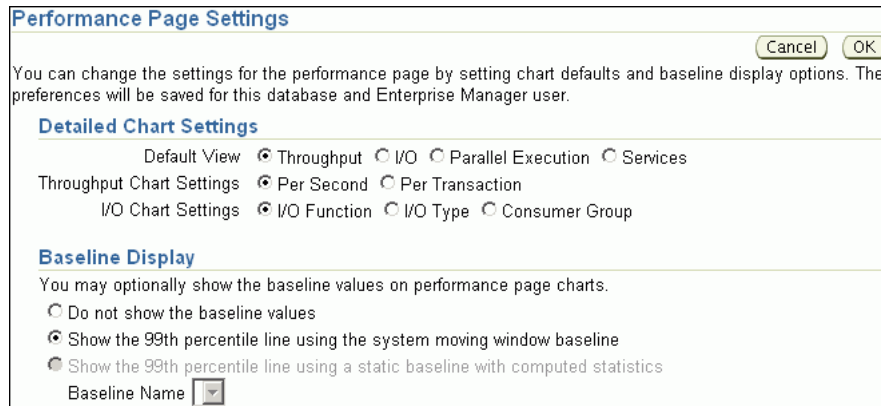 Performance Page Settings
Cancel OK
You can change the settings for the performance page by setting chart defaults and baseline display options. The
preferences will be saved for this database and Enterprise Manager user.
Detailed Chart Settings
Default View Throughput I/O Parallel Execution Services
Throughput Chart Settings Per Second Per Transaction
I/O Chart Settings I/O Function I/O Type Consumer Group
Baseline Display
You may optionally show the baseline values on performance page charts.
Do not show the baseline values
Show the 99th percentile line using the system moving window baseline
Show the 99th percentile line using a static baseline with computed statistics
Baseline Name